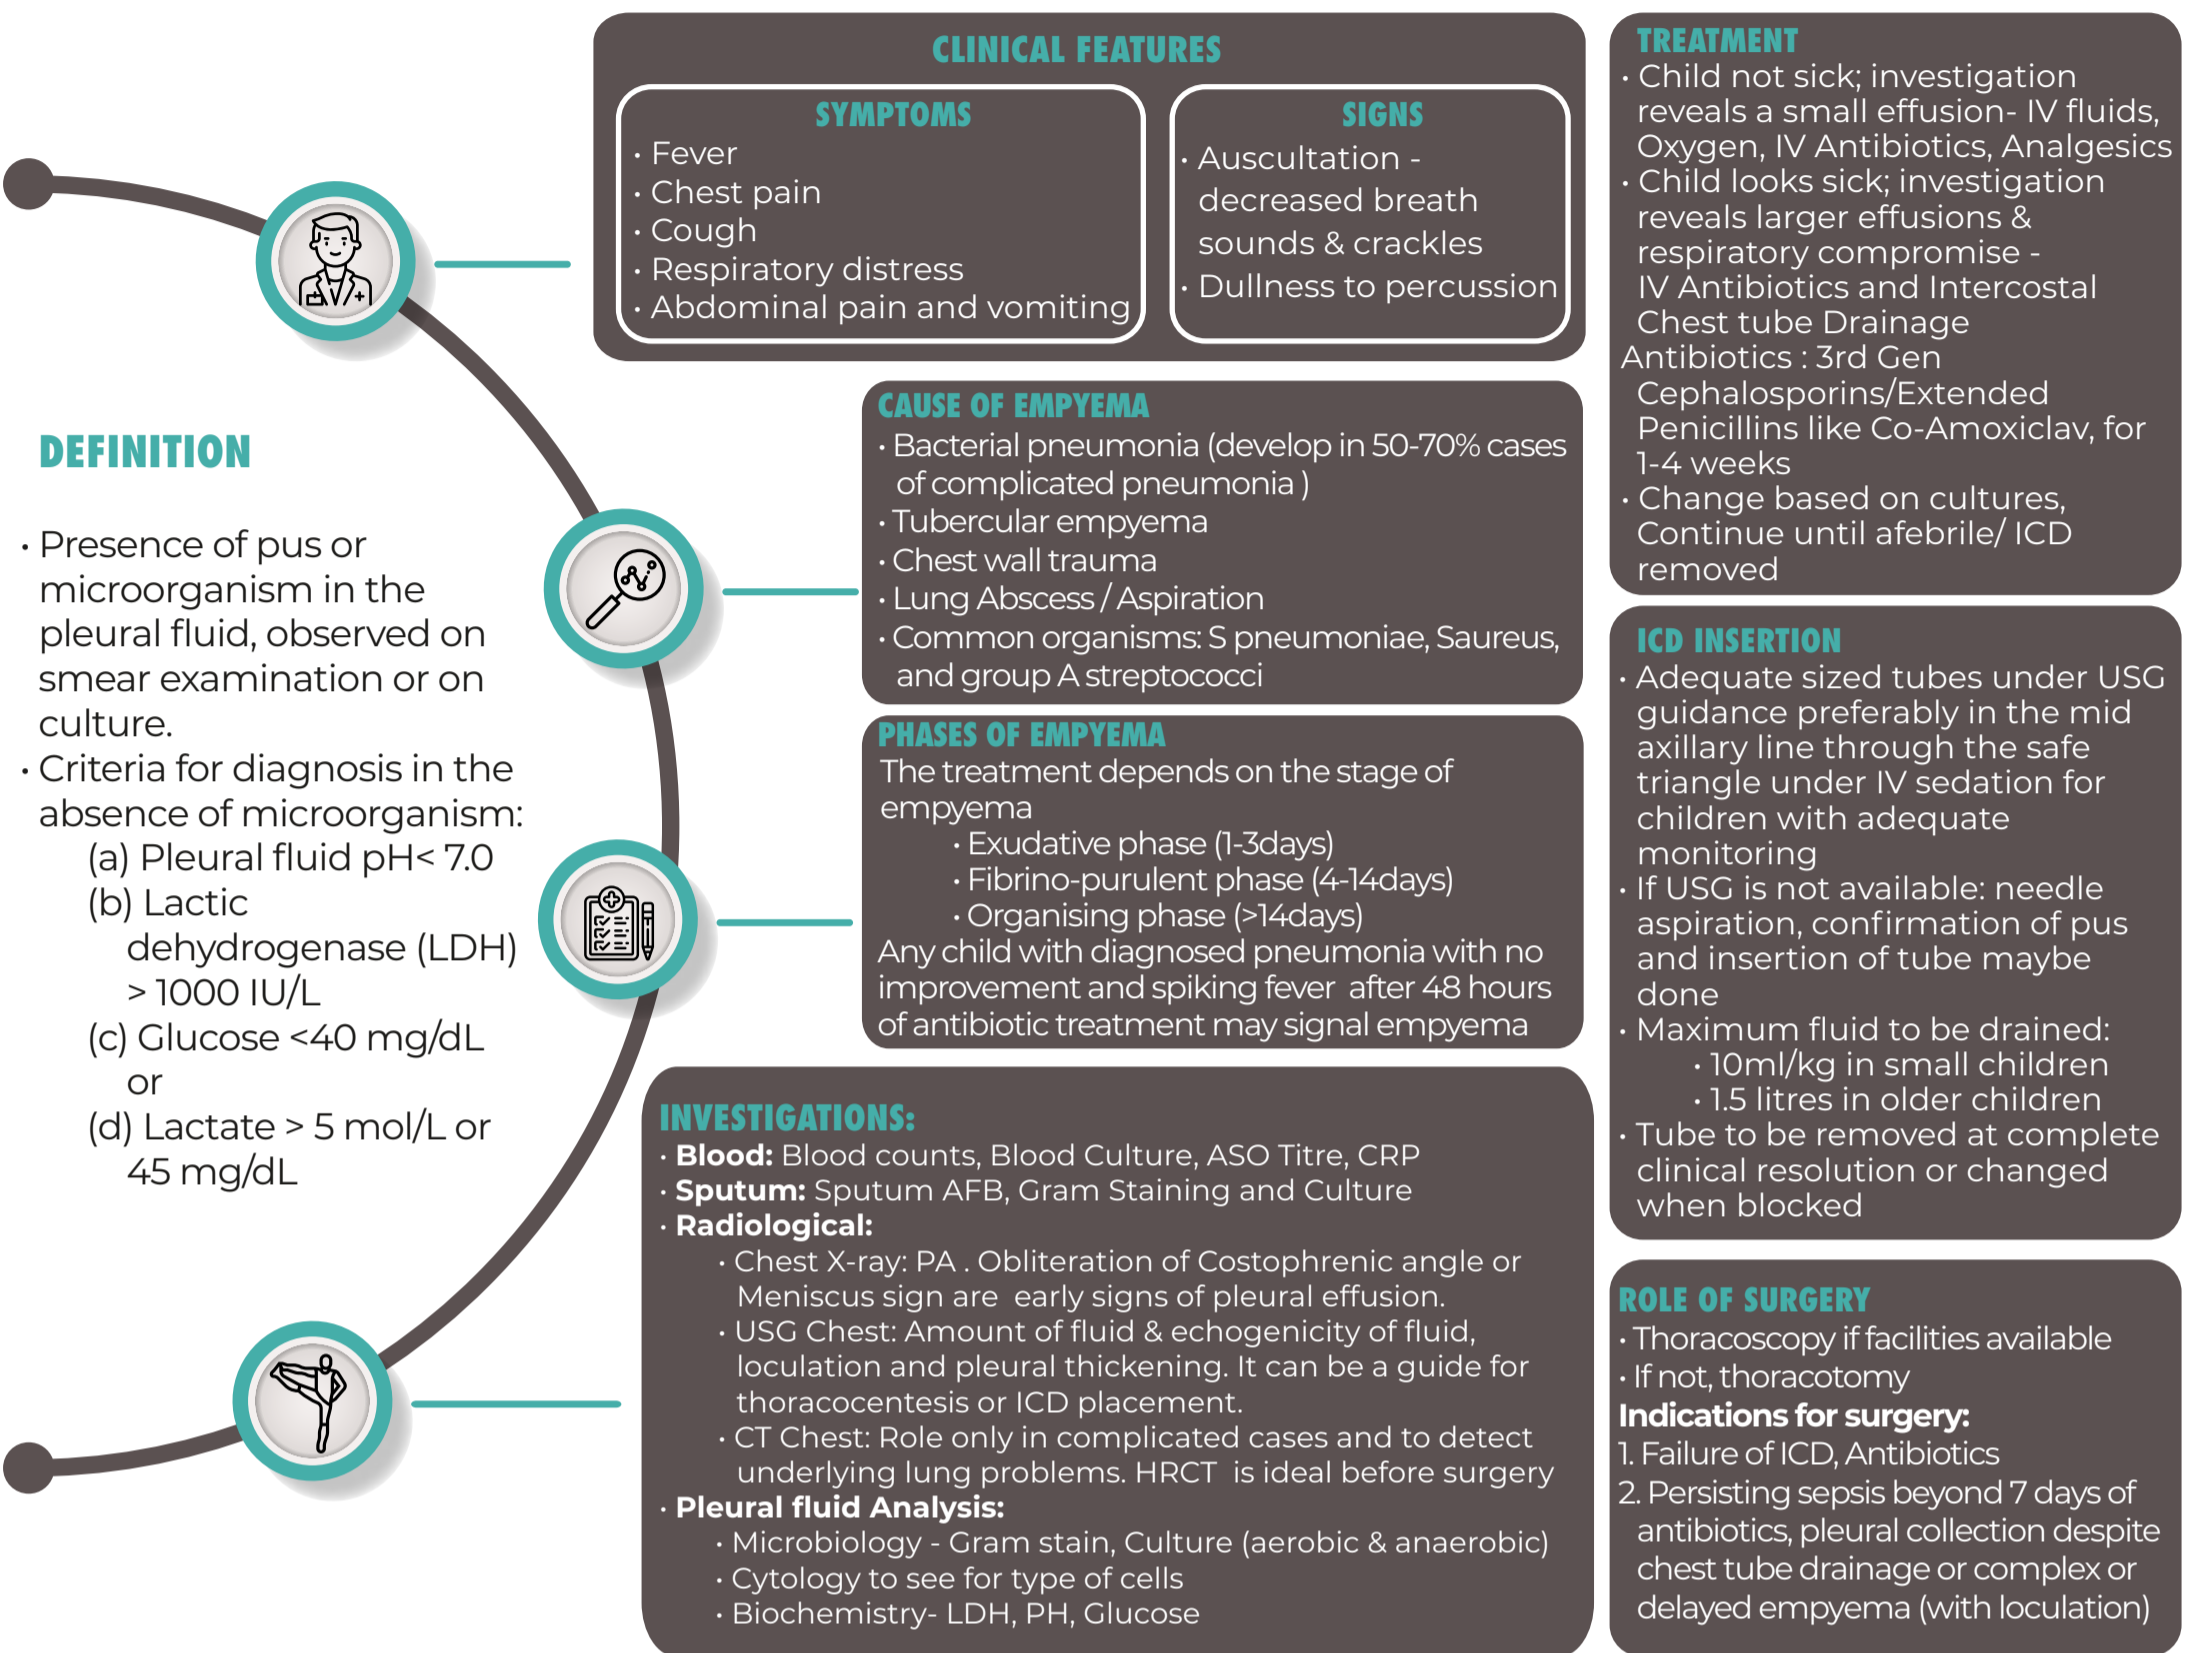 DEFINITION
• Presence of pus or
microorganism in the
pleural fluid, observed on
smear examination or on
culture.
• Criteria for diagnosis in the
absence of microorganism:
(a) Pleural fluid pH< 7.0
(b) Lactic
dehydrogenase (LDH)
> 1000 IU/L
(c) Glucose <40 mg/dL
or
(d) Lactate > 5 mol/L or
45 mg/dL
CLINICAL FEATURES
SYMPTOMS
• Fever
• Chest pain
• Cough
• Respiratory distress
• Abdominal pain and vomiting
SIGNS
• Auscultation -
decreased breath
sounds & crackles
• Dullness to percussion
CAUSE OF EMPYEMA
• Bacterial pneumonia (develop in 50-70% cases
of complicated pneumonia )
• Tubercular empyema
• Chest wall trauma
• Lung Abscess / Aspiration
• Common organisms: S pneumoniae, Saureus,
and group A streptococci
PHASES OF EMPYEMA
The treatment depends on the stage of
empyema
• Exudative phase (1-3days)
• Fibrino-purulent phase (4-14days)
• Organising phase (>14days)
Any child with diagnosed pneumonia with no
improvement and spiking fever after 48 hours
of antibiotic treatment may signal empyema
INVESTIGATIONS:
• Blood: Blood counts, Blood Culture, ASO Titre, CRP
• Sputum: Sputum AFB, Gram Staining and Culture
• Radiological:
• Chest X-ray: PA . Obliteration of Costophrenic angle or
Meniscus sign are early signs of pleural effusion.
• USG Chest: Amount of fluid & echogenicity of fluid,
loculation and pleural thickening. It can be a guide for
thoracocentesis or ICD placement.
• CT Chest: Role only in complicated cases and to detect
underlying lung problems. HRCT is ideal before surgery
• Pleural fluid Analysis:
• Microbiology - Gram stain, Culture (aerobic & anaerobic)
• Cytology to see for type of cells
• Biochemistry- LDH, PH, Glucose
TREATMENT
• Child not sick; investigation
reveals a small effusion- IV fluids,
Oxygen, IV Antibiotics, Analgesics
• Child looks sick; investigation
reveals larger effusions &
respiratory compromise -
IV Antibiotics and Intercostal
Chest tube Drainage
Antibiotics : 3rd Gen
Cephalosporins/Extended
Penicillins like Co-Amoxiclav, for
1-4 weeks
• Change based on cultures,
Continue until afebrile/ ICD
removed
ICD INSERTION
• Adequate sized tubes under USG
guidance preferably in the mid
axillary line through the safe
triangle under IV sedation for
children with adequate
monitoring
• If USG is not available: needle
aspiration, confirmation of pus
and insertion of tube maybe
done
• Maximum fluid to be drained:
• 10ml/kg in small children
• 1.5 litres in older children
• Tube to be removed at complete
clinical resolution or changed
when blocked
ROLE OF SURGERY
• Thoracoscopy if facilities available
• If not, thoracotomy
Indications for surgery:
1. Failure of ICD, Antibiotics
2. Persisting sepsis beyond 7 days of
antibiotics, pleural collection despite
chest tube drainage or complex or
delayed empyema (with loculation)